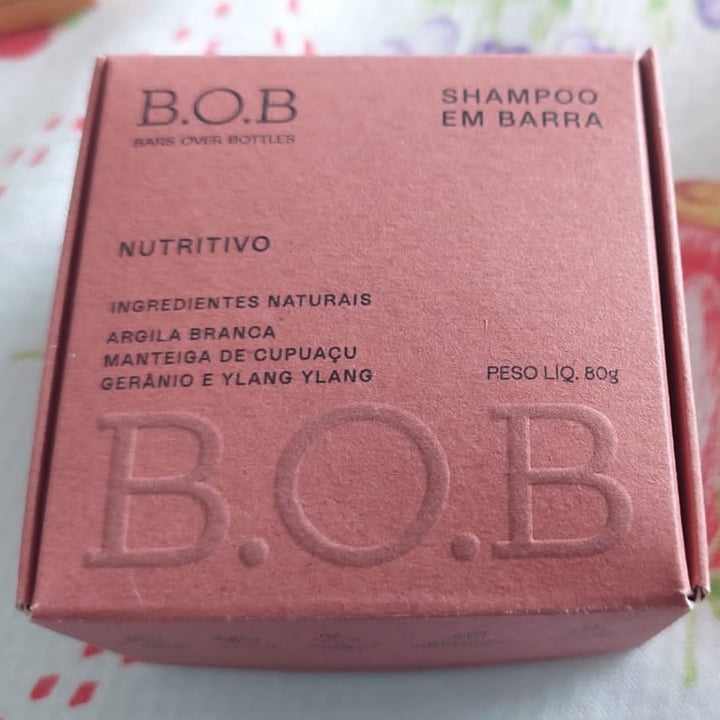 B.O.B
BARS OVER BOTTLES
SHAMPOO
EM BARRA
NUTRITIVO
INGREDIENTES NATURAIS
ARGILA BRANCA
MANTEIGA DE CUPUAÇU
GERÂNIO E YLANG YLANG
PESO LÍQ. 80g
B.O.B